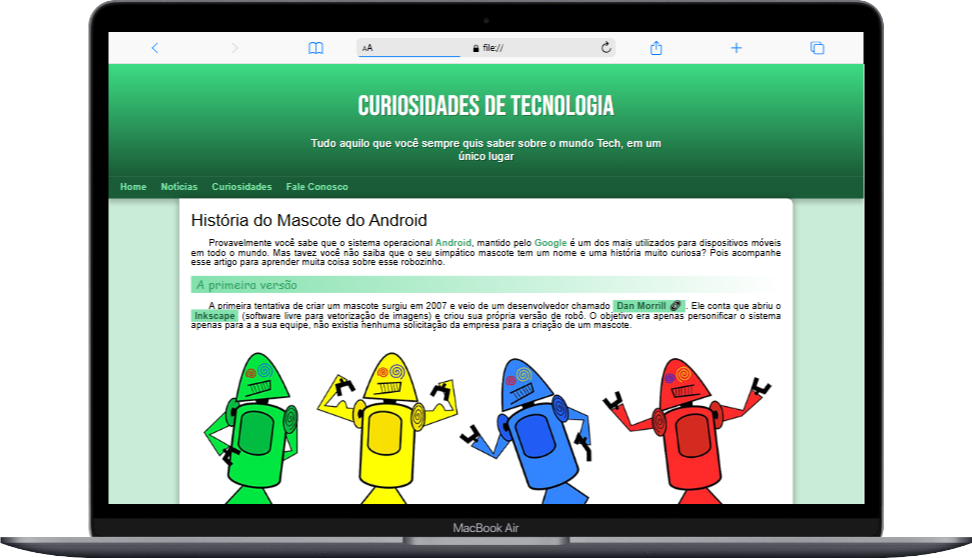 AA file://
CURIOSIDADES DE TECNOLOGIA
Tudo aquilo que você sempre quis saber sobre o mundo Tech, em um
único lugar
Home Notícias Curiosidades Fale Conosco
História do Mascote do Android
Provavelmente você sabe que o sistema operacional Android, mantido pelo Google é um dos mais utilizados para dispositivos móveis
em todo o mundo. Mas tavez você não saiba que o seu simpático mascote tem um nome e uma história muito curiosa? Pois acompanhe
esse artigo para aprender muita coisa sobre esse robozinho.
A primeira versão
A primeira tentativa de criar um mascote surgiu em 2007 e veio de um desenvolvedor chamado Dan Morrill. Ele conta que abriu o
Inkscape (software livre para vetorização de imagens) e criou sua própria versão de robô. O objetivo era apenas personificar o sistema
apenas para a a sua equipe, não existia nenhuma solicitação da empresa para a criação de um mascote.
MacBook Air